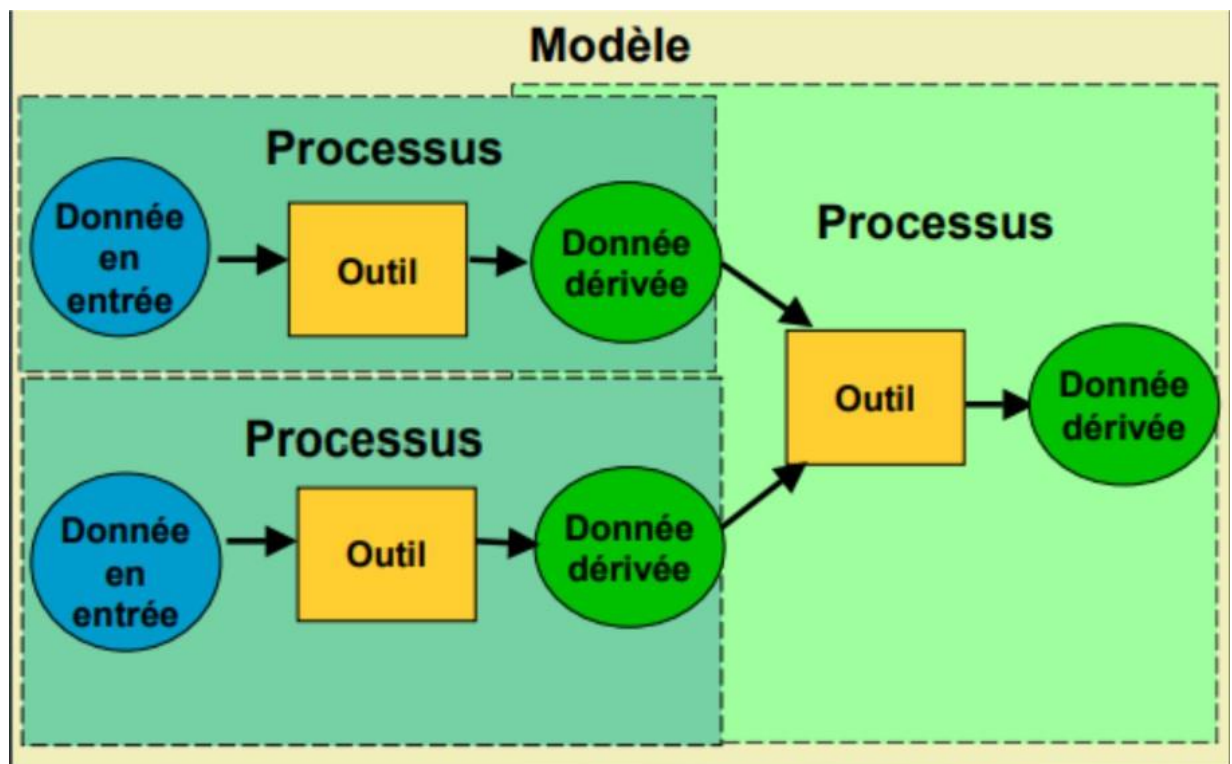 Modèle
Processus
Donnée
en
entrée
Outil
Donnée
dérivée
Processus
Donnée
en
entrée
Outil
Donnée
dérivée
Processus
Outil
Donnée
dérivée